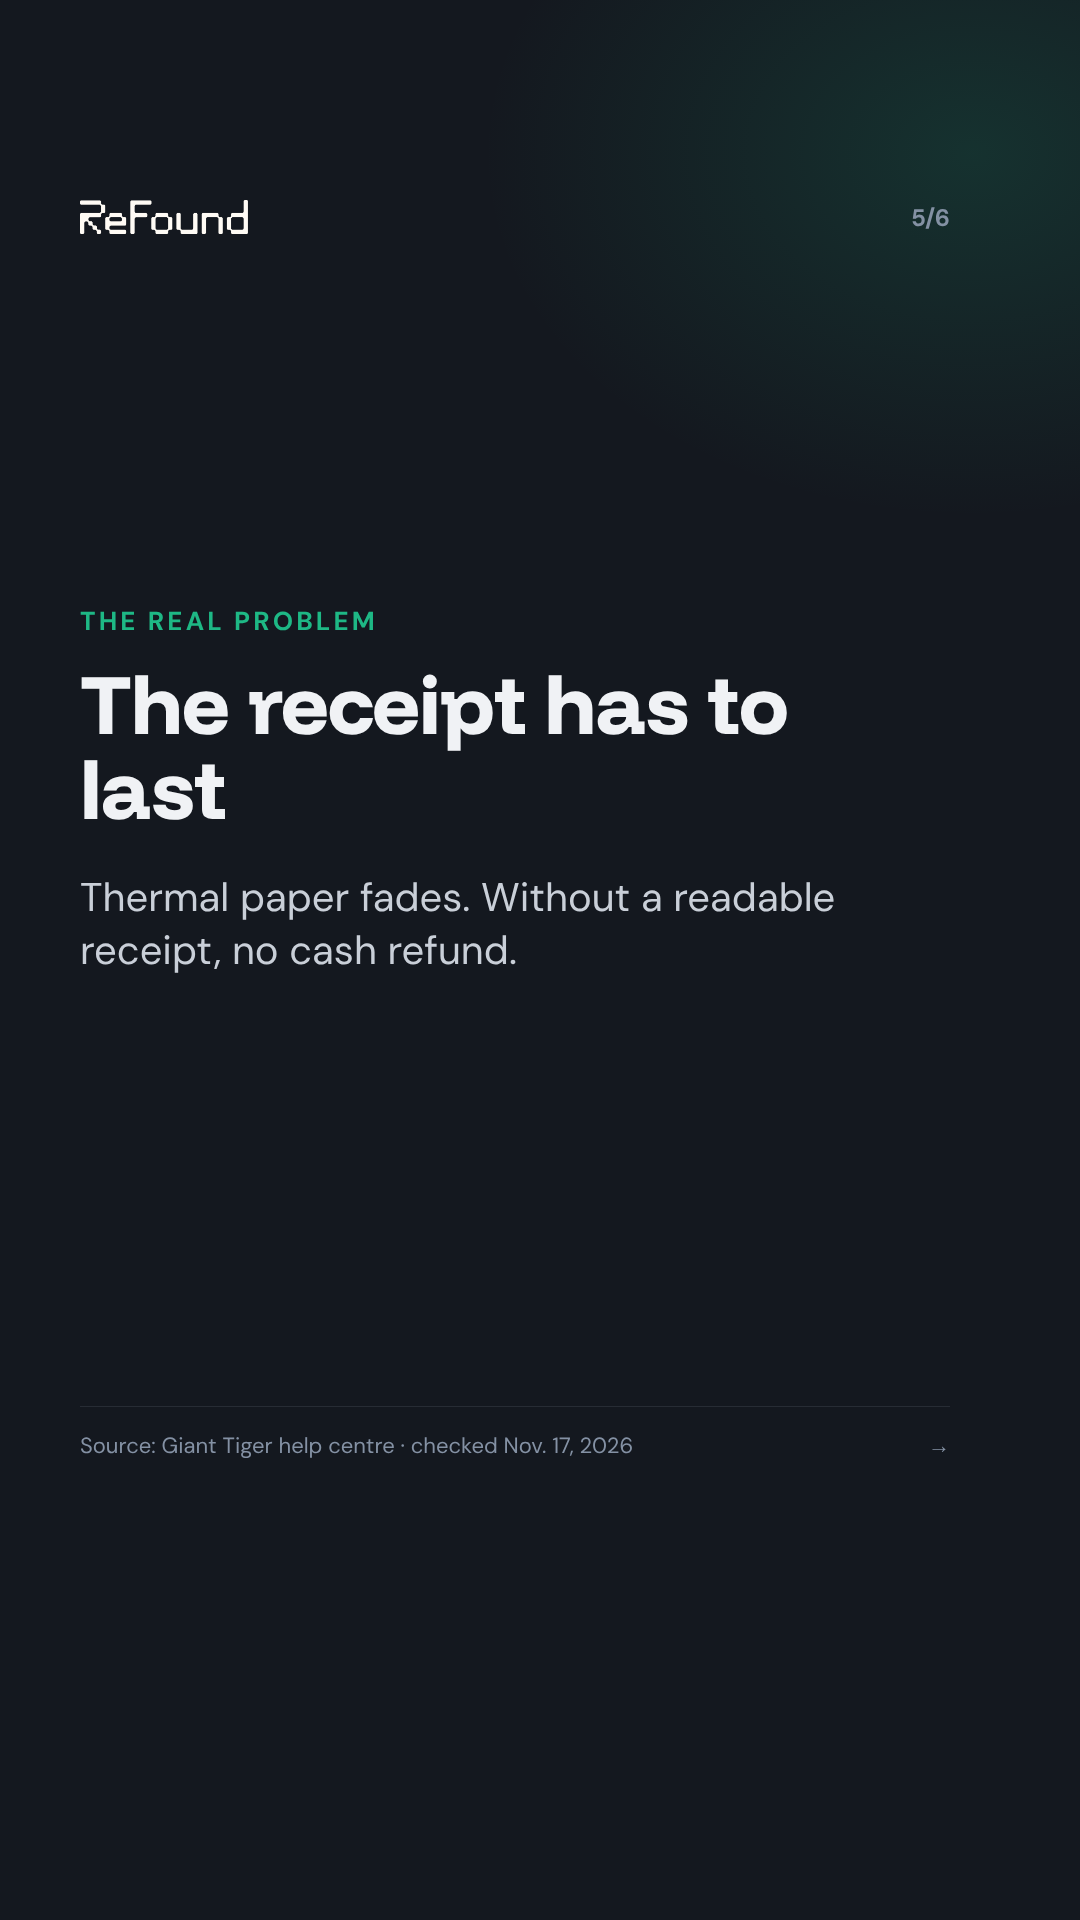 ReFound
5/6
THE REAL PROBLEM
The receipt has to
last
Thermal paper fades. Without a readable
receipt, no cash refund.
Source: Giant Tiger help centre · checked Nov. 17, 2026
→